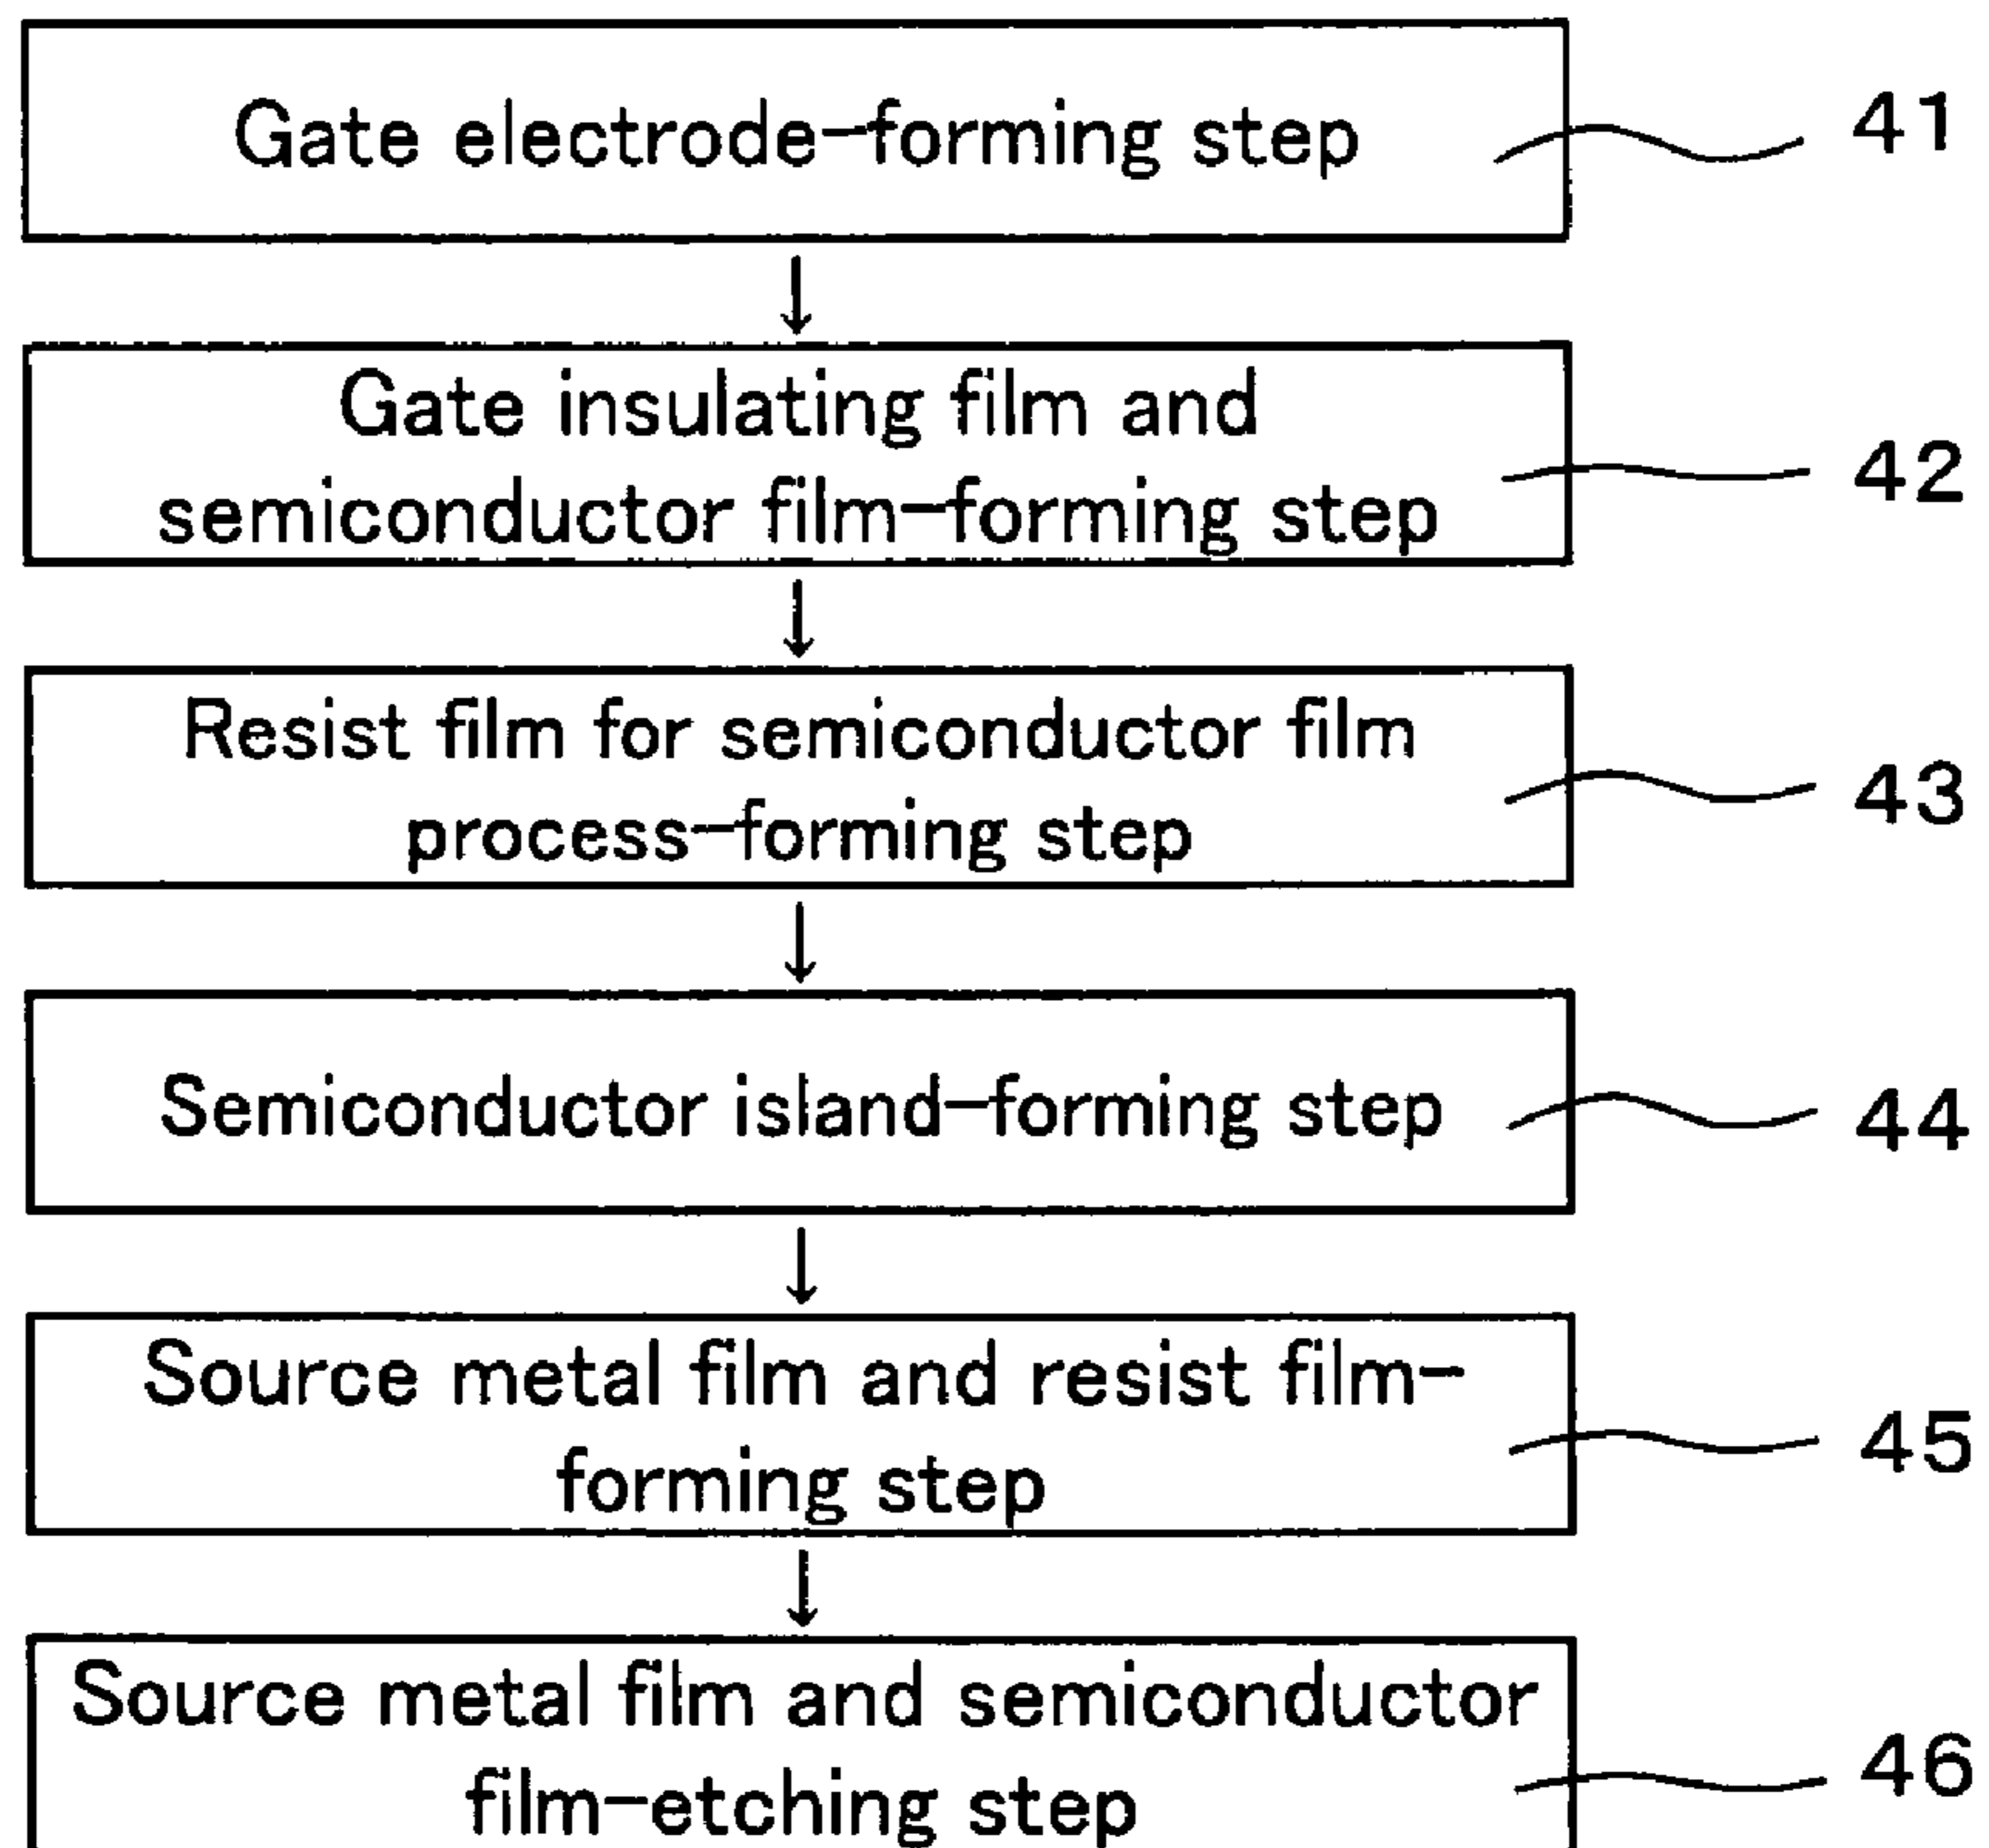 Gate electrode-forming step
41
Gate insulating film and
semiconductor film-forming step
42
Resist film for semiconductor film
process-forming step
43
Semiconductor island-forming step
44
Source metal film and resist film-
forming step
45
Source metal film and semiconductor
film-etching step
46